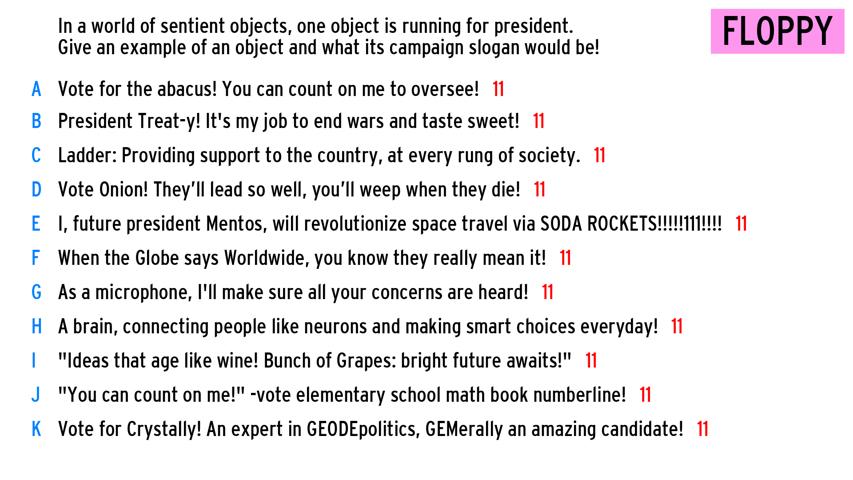 In a world of sentient objects, one object is running for president.
Give an example of an object and what its campaign slogan would be!
FLOPPY
A Vote for the abacus! You can count on me to oversee! 11
B President Treat-y! It's my job to end wars and taste sweet! 11
C Ladder: Providing support to the country, at every rung of society. 11
D Vote Onion! They’ll lead so well, you’ll weep when they die! 11
E I, future president Mentos, will revolutionize space travel via SODA ROCKETS!!!!!111!!!! 11
F When the Globe says Worldwide, you know they really mean it! 11
G As a microphone, I'll make sure all your concerns are heard! 11
H A brain, connecting people like neurons and making smart choices everyday! 11
I "Ideas that age like wine! Bunch of Grapes: bright future awaits!" 11
J "You can count on me!" -vote elementary school math book numberline! 11
K Vote for Crystally! An expert in GEODEpolitics, GEMerally an amazing candidate! 11